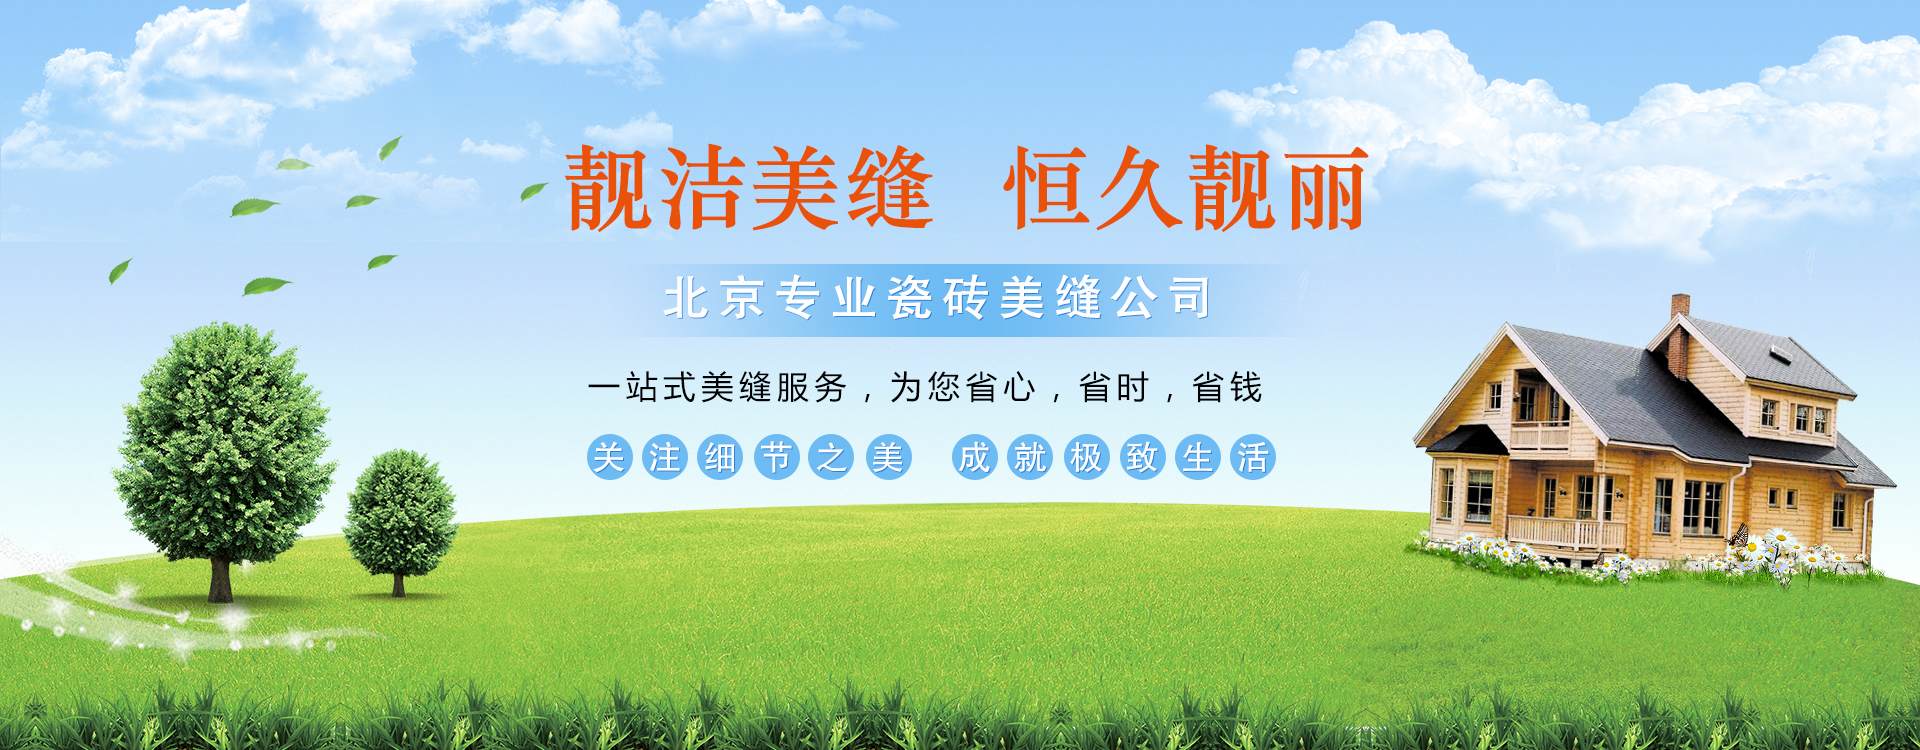 靓洁美缝 恒久靓丽
北京专业瓷砖美缝公司
一站式美缝服务，为您省心，省时，省钱
关注细节之美 成就极致生活